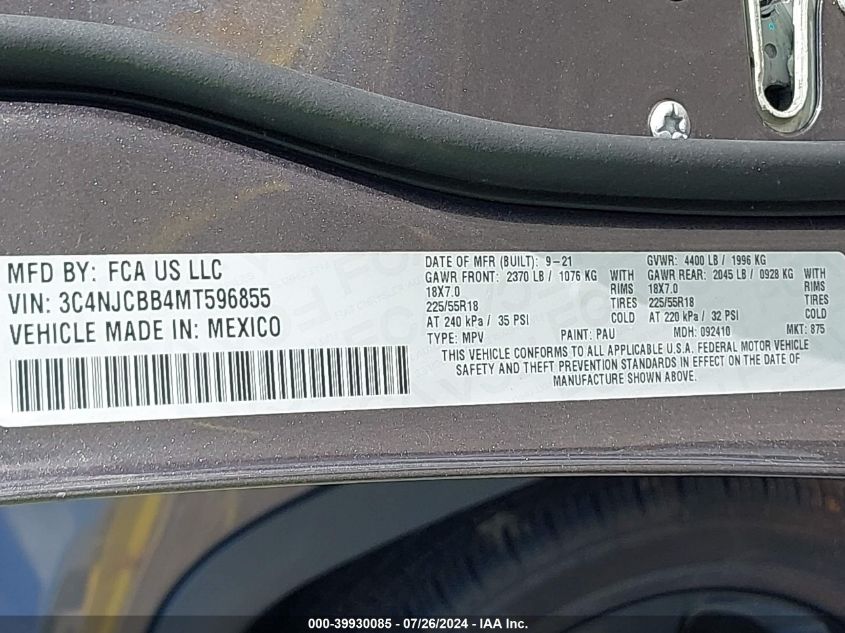 MFD BY: FCA US LLC
VIN: 3C4NJCBB4MT596855
VEHICLE MADE IN: MEXICO
DATE OF MFR (BUILT): 9-21 GVWR: 4400 LB / 1996 KG
GAWR FRONT: 2370 LB / 1076 KG WITH GAWR REAR: 2045 LB / 0928 KG WITH
18X7.0 RIMS 18X7.0 RIMS
225/55R18 TIRES 225/55R18 TIRES
AT 240 kPa / 35 PSI COLD AT 220 kPa / 32 PSI COLD
TYPE: MPV PAINT: PAU MDH: 092410 MKT: 875
THIS VEHICLE CONFORMS TO ALL APPLICABLE U.S.A. FEDERAL MOTOR VEHICLE
SAFETY AND THEFT PREVENTION STANDARDS IN EFFECT ON THE DATE OF
MANUFACTURE SHOWN ABOVE.
000-39930085 / 07/26/2024 - IAA Inc.